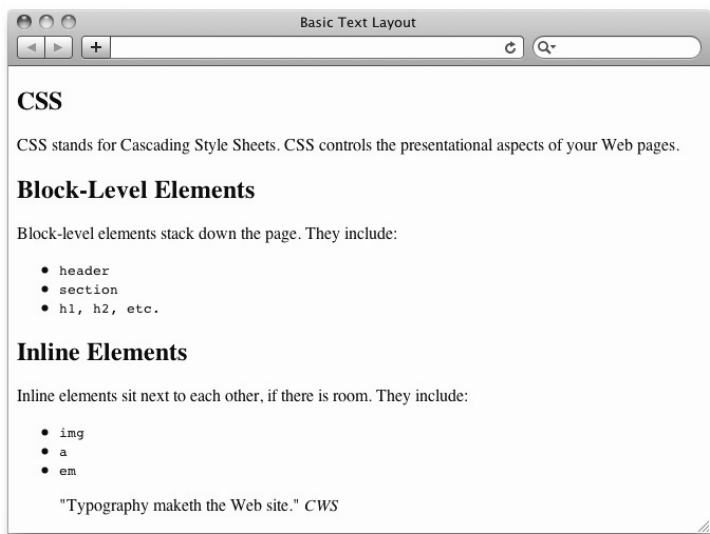 Basic Text Layout
CSS
CSS stands for Cascading Style Sheets. CSS controls the presentational aspects of your Web pages.
Block-Level Elements
Block-level elements stack down the page. They include:
header
section
h1, h2, etc.
Inline Elements
Inline elements sit next to each other, if there is room. They include:
img
a
em
"Typography maketh the Web site." CWS